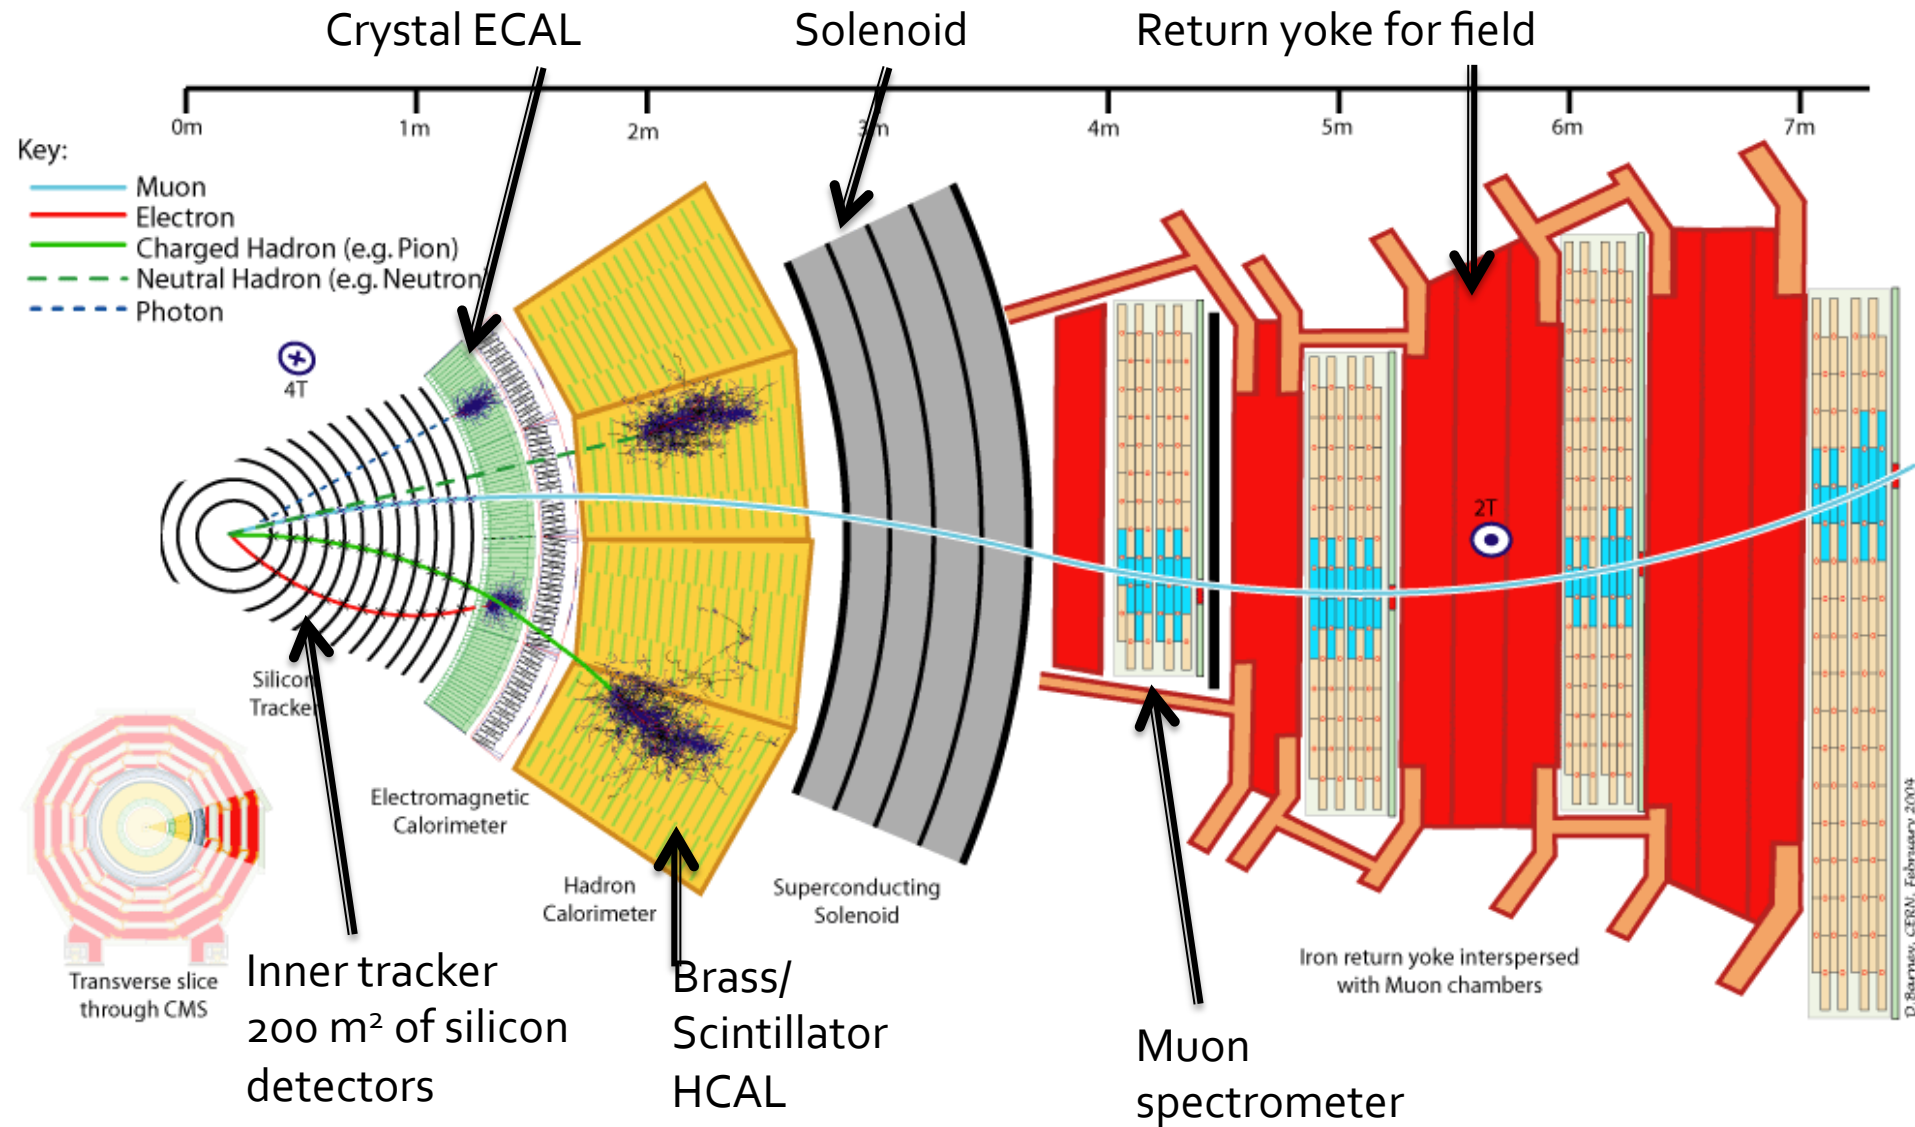 Crystal ECAL
Solenoid
Return yoke for field
0m
1m
2m
3m
4m
5m
6m
7m
Key:
Muon
Electron
Charged Hadron (e.g. Pion)
Neutral Hadron (e.g. Neutron)
Photon
4T
2T
Silicon
Tracker
Electromagnetic
Calorimeter
Hadron
Calorimeter
Superconducting
Solenoid
Iron return yoke interspersed
with Muon chambers
Transverse slice
through CMS
Inner tracker
200 m² of silicon
detectors
Brass/
Scintillator
HCAL
Muon
spectrometer
D.Barney, CERN, February 2004